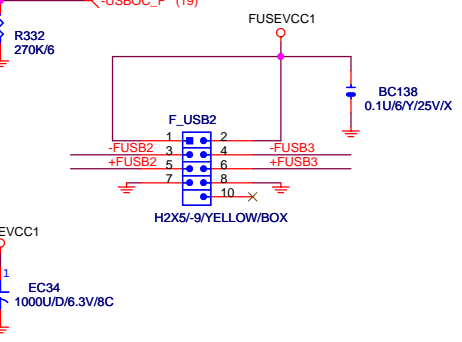 -USBOC_F (19)
FUSEVCC1
R332
270K/6
BC138
0.1U/6/Y/25V/X
F_USB2
1 2
-FUSB2 3 4 -FUSB3
+FUSB2 5 6 +FUSB3
7 8
10
H2X5/-9/YELLOW/BOX
EVCC1
1
EC34
1000U/D/6.3V/8C